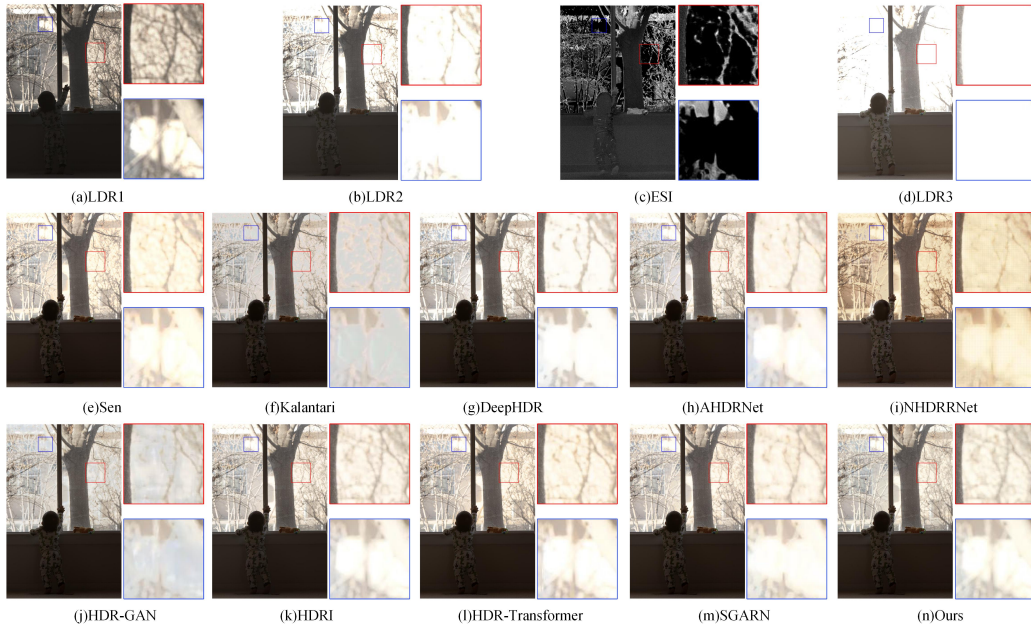 (a)LDR1 (b)LDR2 (c)ESI (d)LDR3
(e)Sen (f)Kalantari (g)DeepHDR (h)AHDRNet (i)NHDRRNet
(j)HDR-GAN (k)HDRI (l)HDR-Transformer (m)SGARN (n)Ours